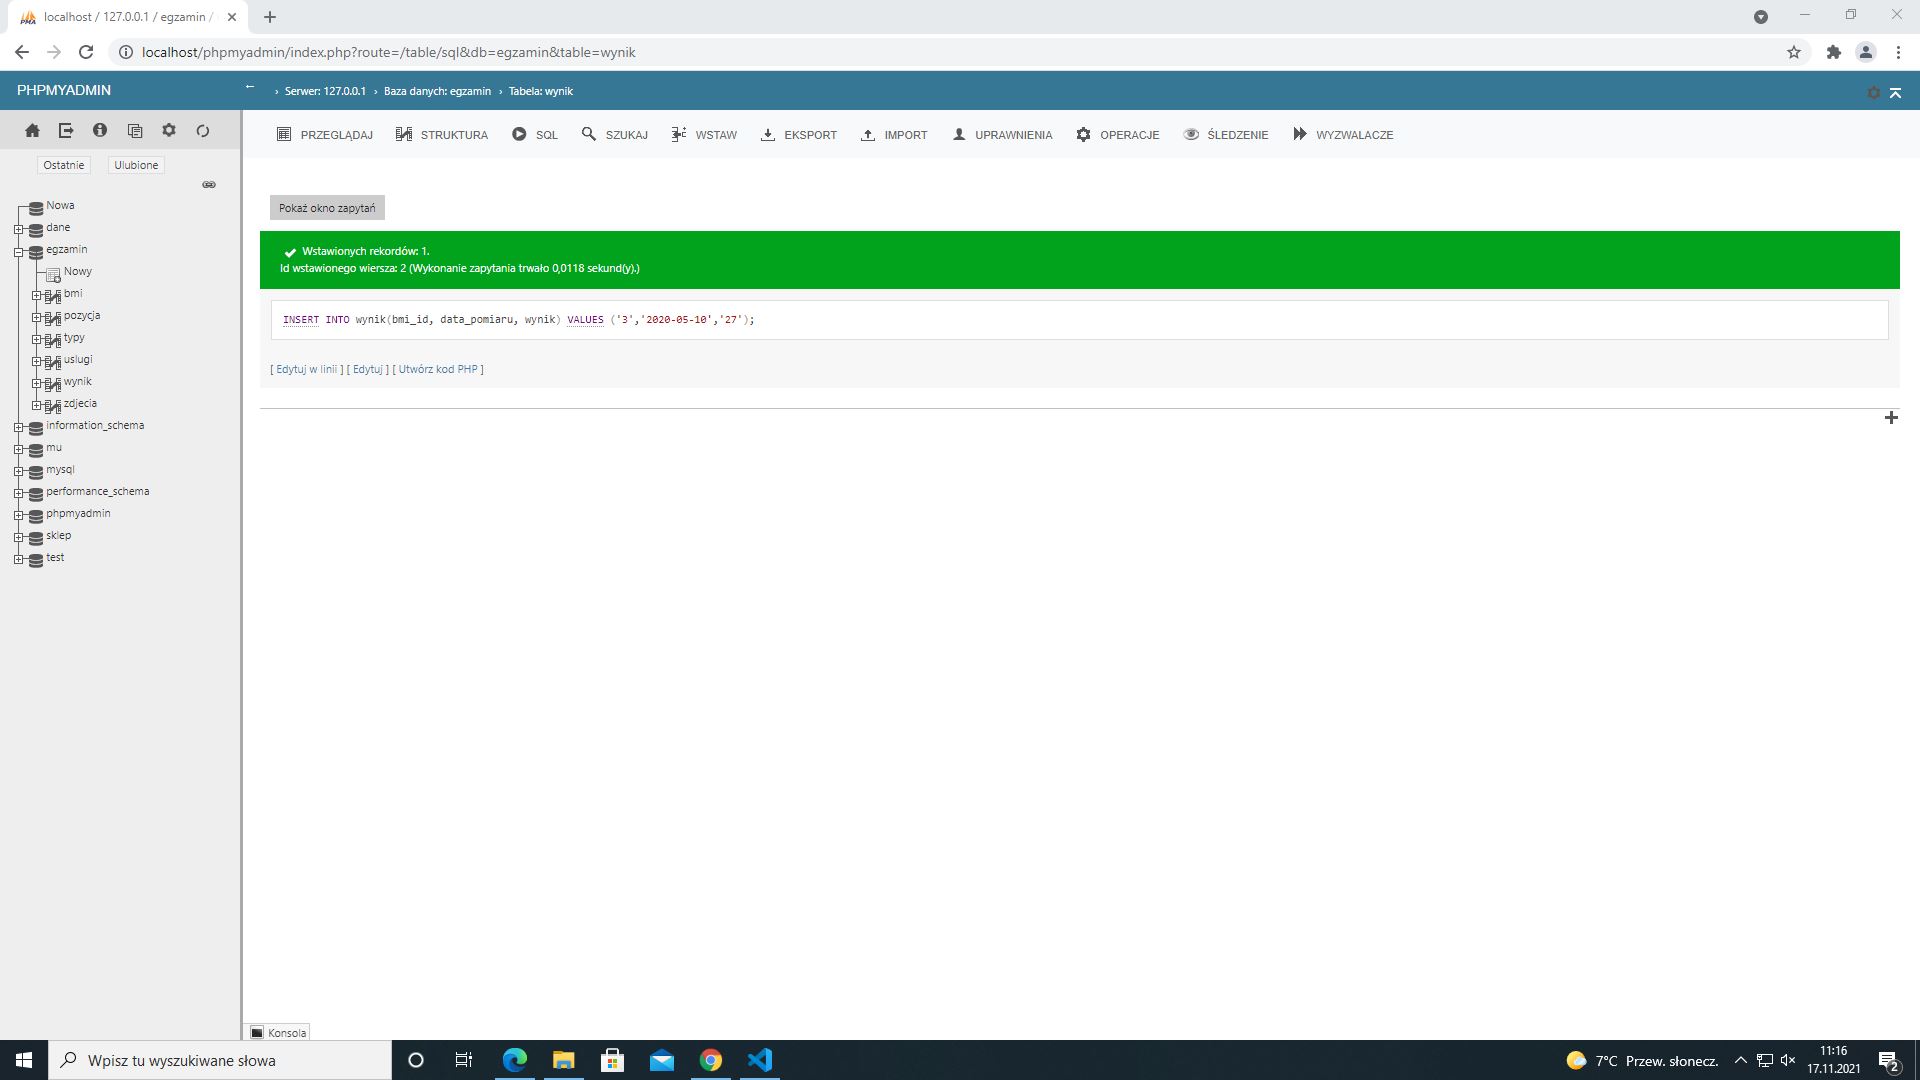 localhost / 127.0.0.1 / egzamin /
localhost/phpmyadmin/index.php?route=/table/sql&db=egzamin&table=wynik
PHPMYADMIN
← › Serwer: 127.0.0.1 › Baza danych: egzamin › Tabela: wynik
PRZEGLĄDAJ STRUKTURA SQL SZUKAJ WSTAW EKSPORT IMPORT UPRAWNIENIA OPERACJE ŚLEDZENIE WYZWALACZE
Ostatnie Ulubione
Nowa
dane
egzamin
Nowy
bmi
pozycja
typy
uslugi
wynik
zdjecia
information_schema
mu
mysql
performance_schema
phpmyadmin
sklep
test
Pokaż okno zapytań
Wstawionych rekordów: 1.
Id wstawionego wiersza: 2 (Wykonanie zapytania trwało 0,0118 sekund(y).)
INSERT INTO wynik(bmi_id, data_pomiaru, wynik) VALUES ('3','2020-05-10','27');
[ Edytuj w linii ] [ Edytuj ] [ Utwórz kod PHP ]
Konsola
Wpisz tu wyszukiwane słowa
7°C Przew. słonecz.
11:16
17.11.2021
2